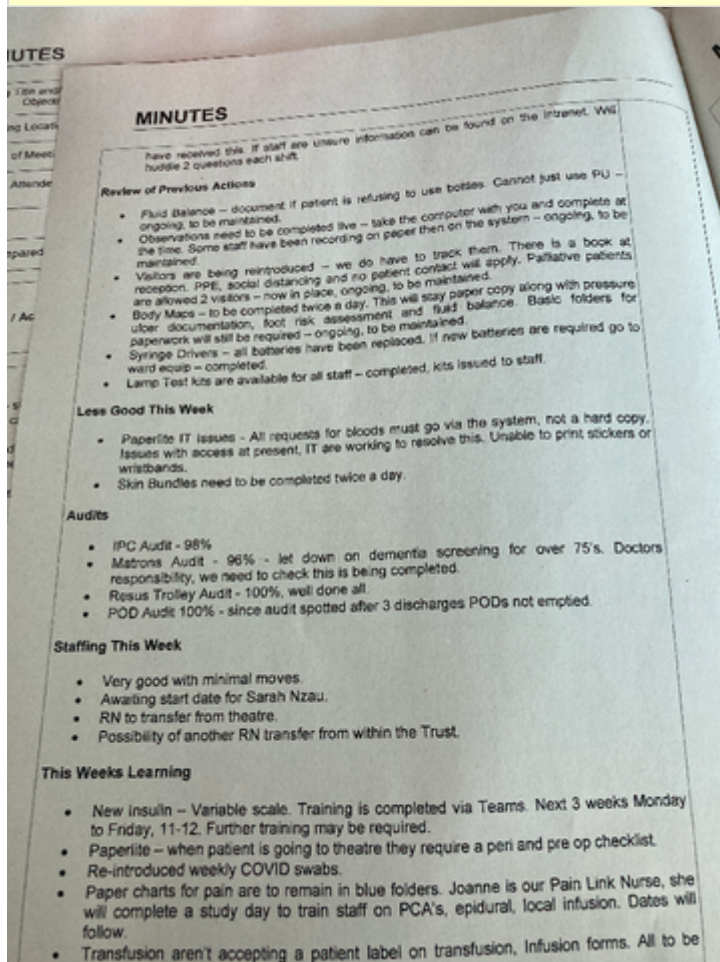 MINUTES
have received this. If staff are unsure information can be found on the intranet. Will
huddle 2 questions each shift.
Review of Previous Actions
• Fluid Balance – document if patient is refusing to use bottles. Cannot just use PU –
ongoing, to be maintained.
• Observations need to be completed live – take the computer with you and complete at
the time. Some staff have been recording on paper then on the system – ongoing, to be
maintained.
• Visitors are being reintroduced – we do have to track them. There is a book at
reception. PPE, social distancing and no patient contact will apply. Palliative patients
are allowed 2 visitors – now in place, ongoing, to be maintained.
• Body Maps – to be completed twice a day. This will stay paper copy along with pressure
ulcer documentation, foot risk assessment and fluid balance. Basic folders for
paperwork will still be required – ongoing, to be maintained.
• Syringe Drivers – all batteries have been replaced. If new batteries are required go to
ward equip – completed.
• Lamp Test kits are available for all staff – completed, kits issued to staff.
Less Good This Week
• Paperlite IT Issues - All requests for bloods must go via the system, not a hard copy.
Issues with access at present, IT are working to resolve this. Unable to print stickers or
wristbands.
• Skin Bundles need to be completed twice a day.
Audits
• IPC Audit - 98%
• Matrons Audit - 96% - let down on dementia screening for over 75's. Doctors
responsibility, we need to check this is being completed.
• Resus Trolley Audit - 100%, well done all.
• POD Audit 100% - since audit spotted after 3 discharges PODs not emptied.
Staffing This Week
• Very good with minimal moves.
• Awaiting start date for Sarah Nzau.
• RN to transfer from theatre.
• Possibility of another RN transfer from within the Trust.
This Weeks Learning
• New Insulin – Variable scale. Training is completed via Teams. Next 3 weeks Monday
to Friday, 11-12. Further training may be required.
• Paperlite – when patient is going to theatre they require a peri and pre op checklist.
• Re-introduced weekly COVID swabs.
• Paper charts for pain are to remain in blue folders. Joanne is our Pain Link Nurse, she
will complete a study day to train staff on PCA's, epidural, local infusion. Dates will
follow.
• Transfusion aren't accepting a patient label on transfusion, Infusion forms. All to be